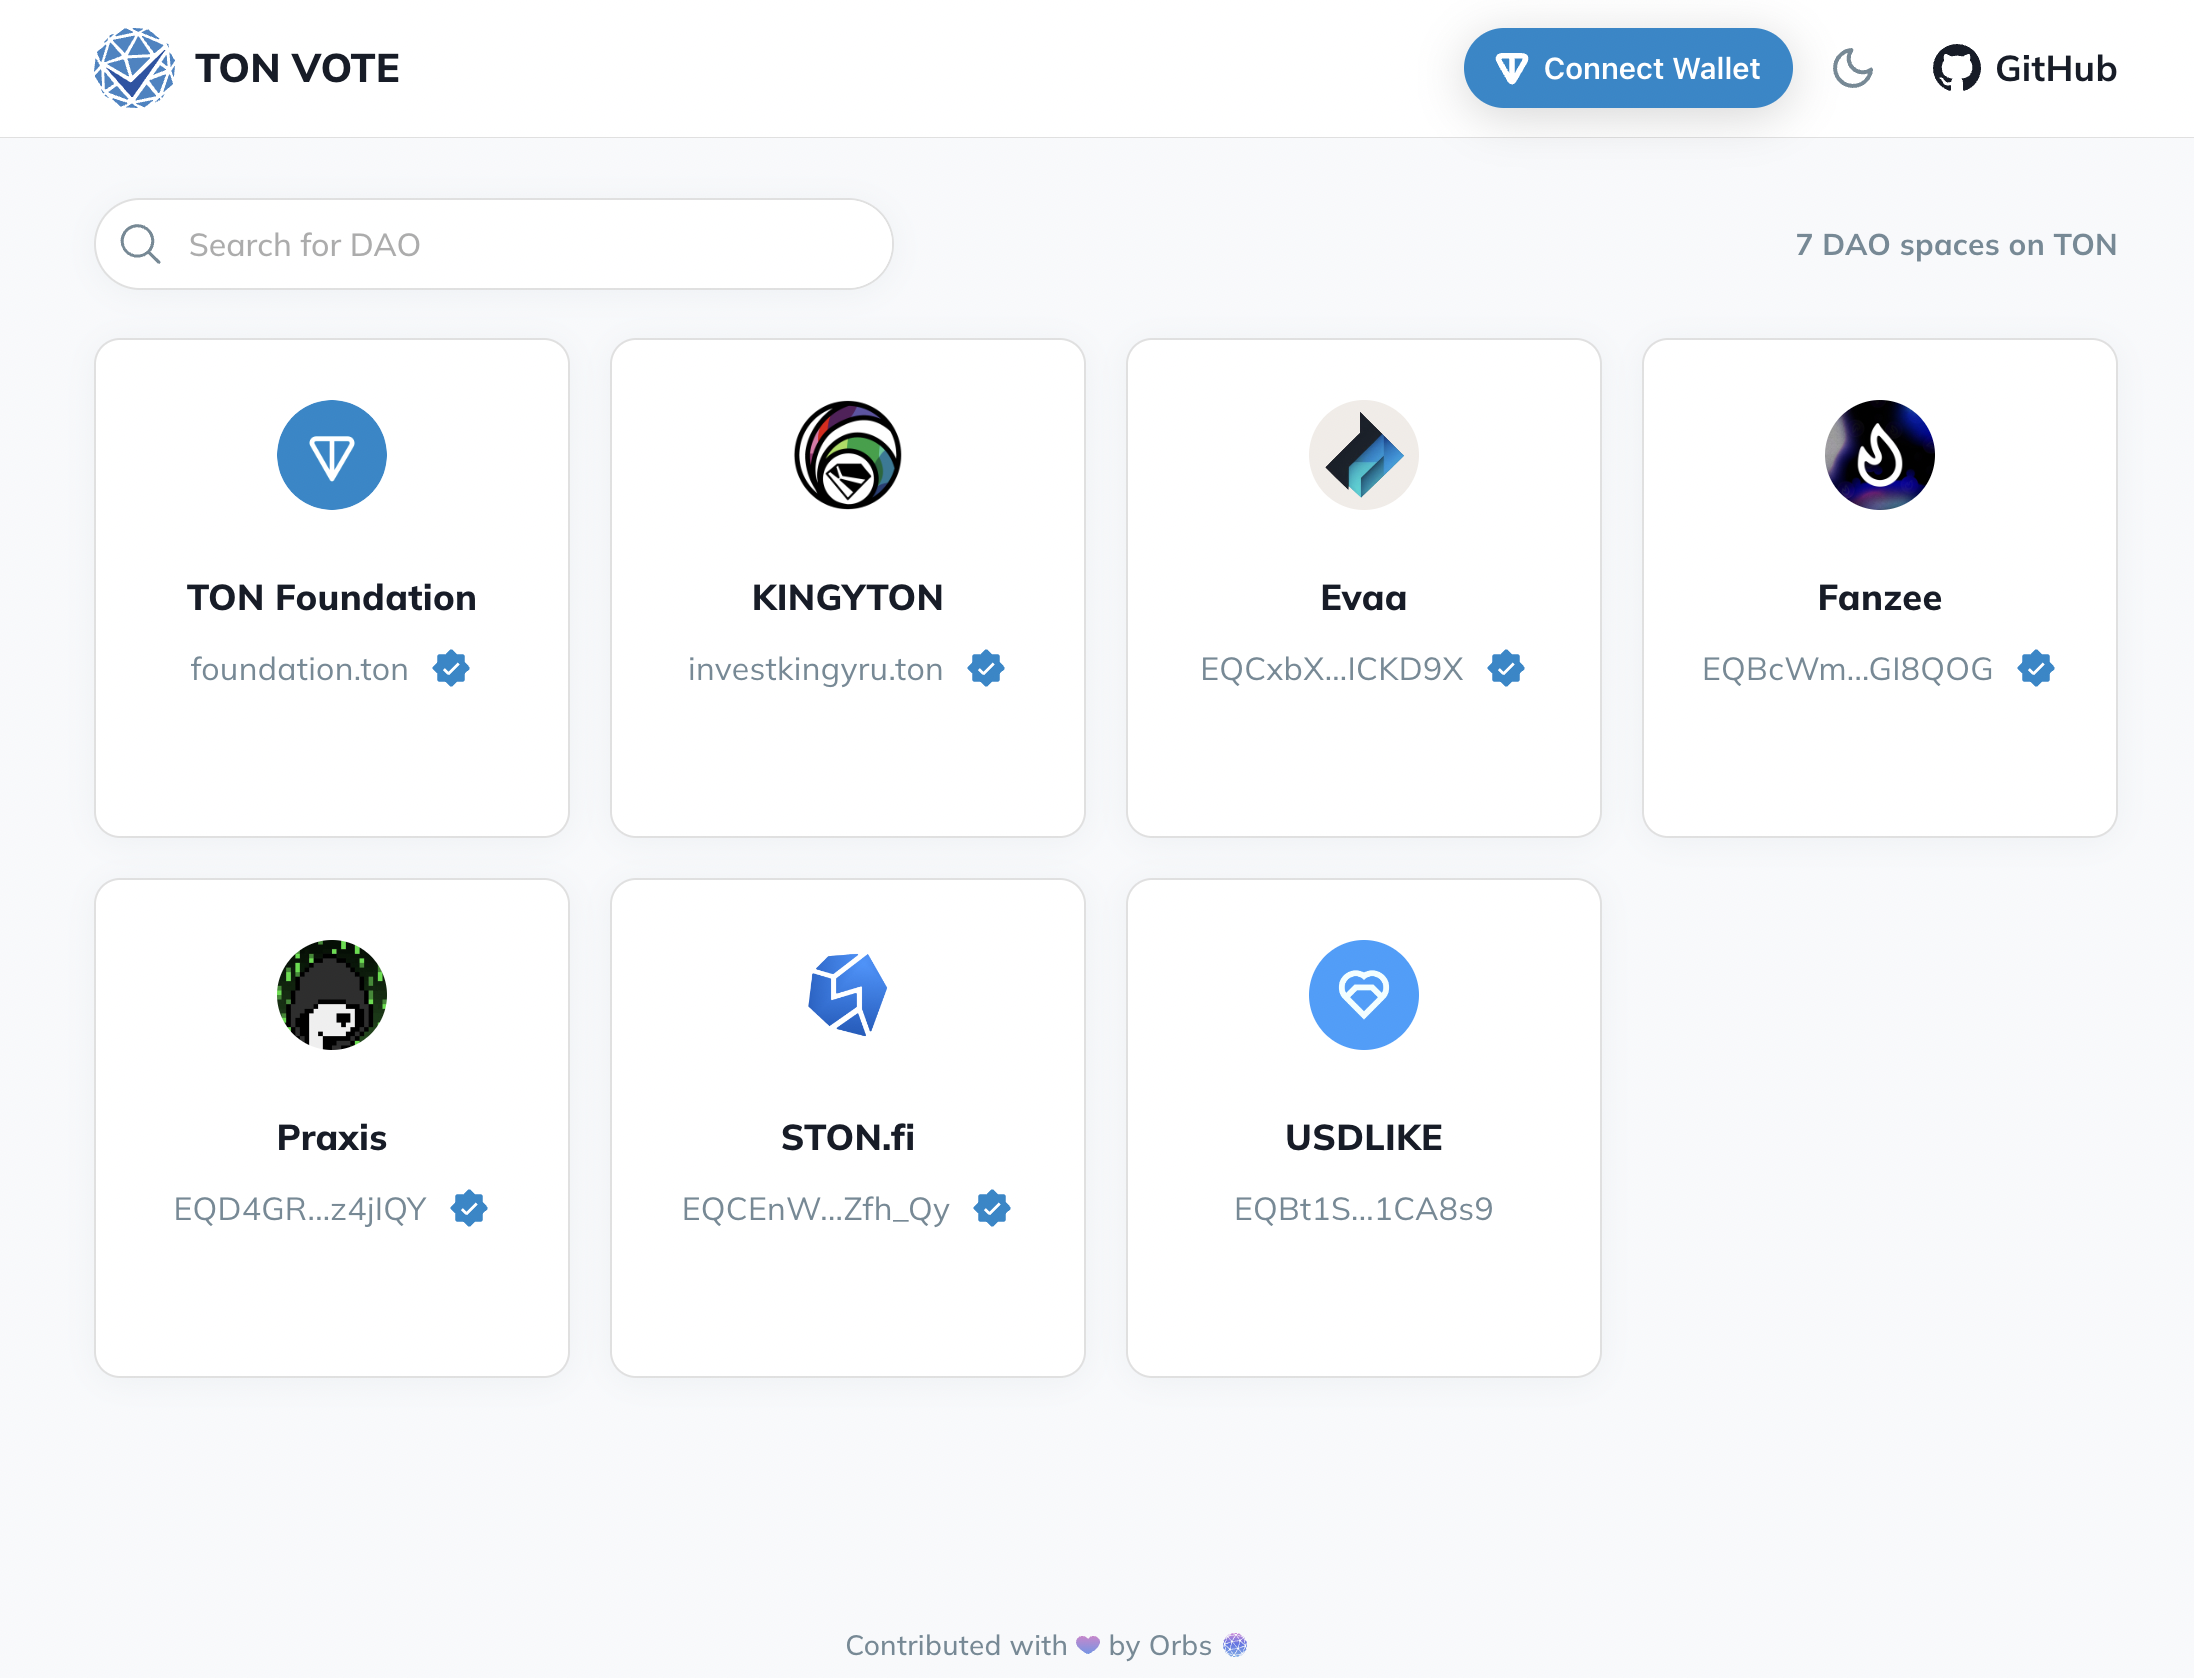 TON VOTE
Connect Wallet
GitHub
Search for DAO
7 DAO spaces on TON
TON Foundation
foundation.ton
KINGYTON
investkingyru.ton
Evaa
EQCxbX...ICKD9X
Fanzee
EQBcWm...GI8QOG
Praxis
EQD4GR...z4jIQY
STON.fi
EQCEnW...Zfh_Qy
USDLIKE
EQBt1S...1CA8s9
Contributed with 💜 by Orbs